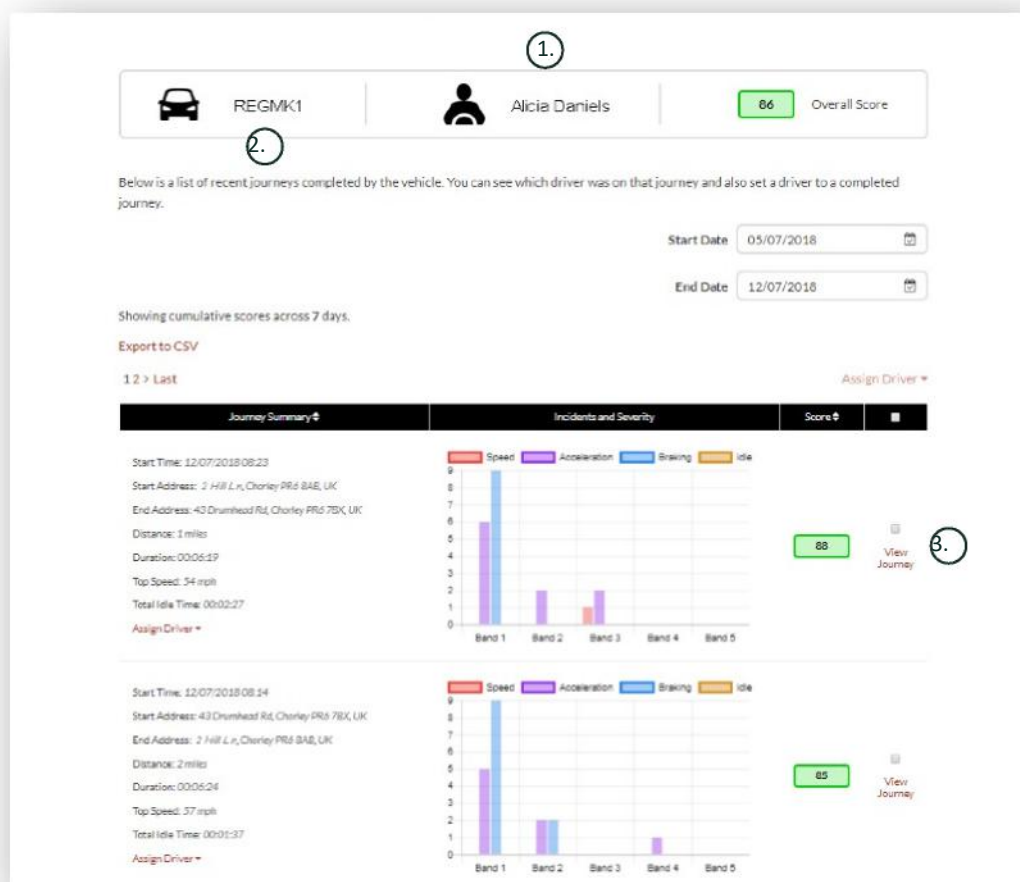 1.
REGMK1
Alicia Daniels
86
Overall Score
2.
Below is a list of recent journeys completed by the vehicle. You can see which driver was on that journey and also set a driver to a completed
journey.
Start Date 05/07/2018
End Date 12/07/2018
Showing cumulative scores across 7 days.
Export to CSV
1 2 > Last
Assign Driver
Journey Summary
Incidents and Severity
Score
Start Time: 12/07/2018 08:23
Start Address: 2 Hill Ln, Chorley PR6 8AB, UK
End Address: 43 Drumhead Rd, Chorley PR6 7BX, UK
Distance: 1 miles
Duration: 00:06:19
Top Speed: 54 mph
Total Idle Time: 00:02:27
Assign Driver
Speed Acceleration Braking Idle
9
8
7
6
5
4
3
2
1
0
Band 1 Band 2 Band 3 Band 4 Band 5
88
View
Journey
3.
Start Time: 12/07/2018 08:14
Start Address: 43 Drumhead Rd, Chorley PR6 7BX, UK
End Address: 2 Hill Ln, Chorley PR6 8AB, UK
Distance: 2 miles
Duration: 00:06:24
Top Speed: 57 mph
Total Idle Time: 00:01:37
Assign Driver
Speed Acceleration Braking Idle
9
8
7
6
5
4
3
2
1
0
Band 1 Band 2 Band 3 Band 4 Band 5
85
View
Journey